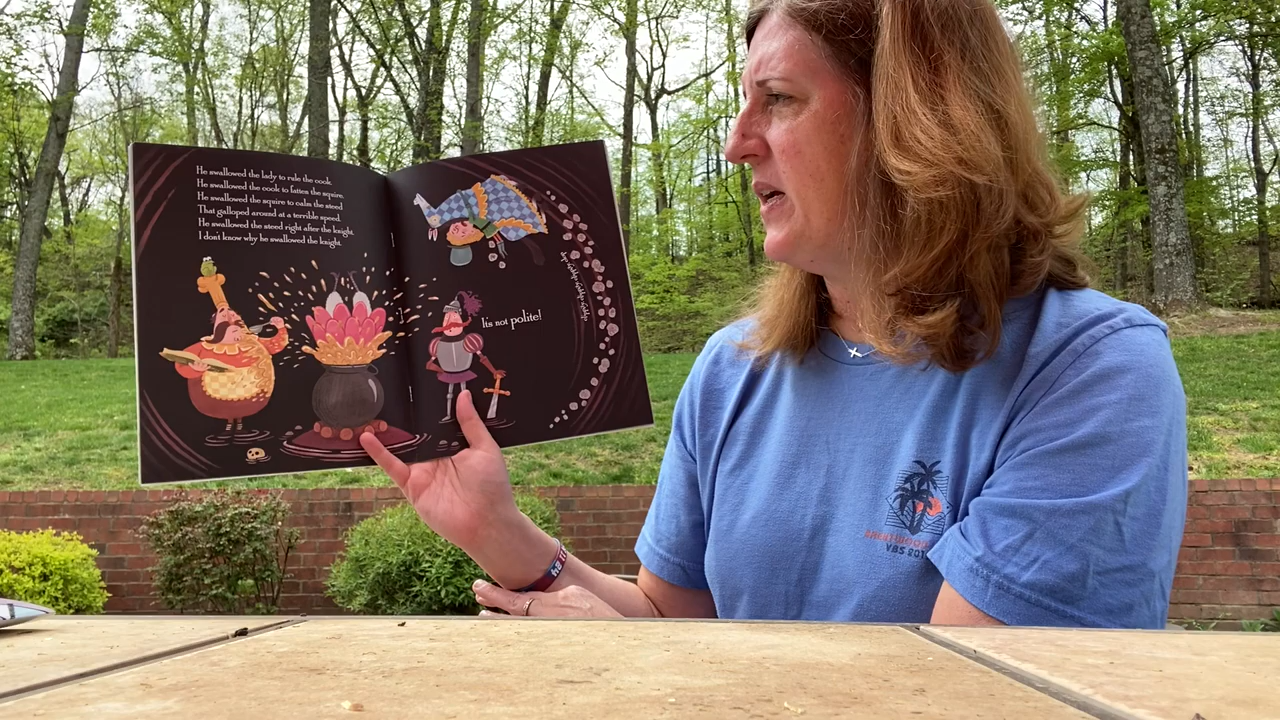 He swallowed the lady to rule the cook.
He swallowed the cook to fatten the squire.
He swallowed the squire to calm the steed
That galloped around at a terrible speed.
He swallowed the steed right after the knight.
I don't know why he swallowed the knight.
It's not polite!
VBS 201